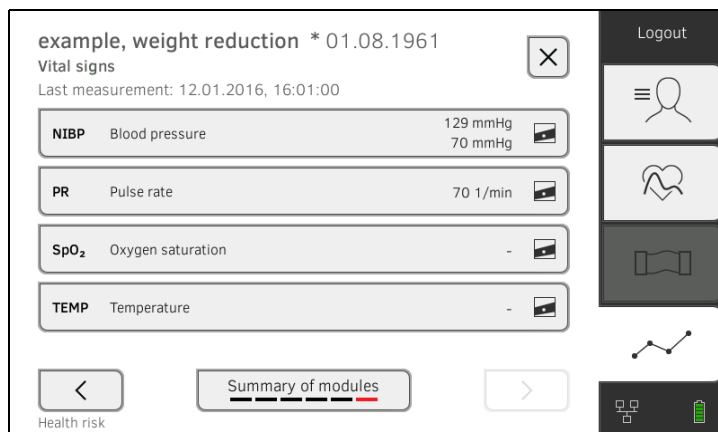 example, weight reduction * 01.08.1961
Logout
Vital signs
Last measurement: 12.01.2016, 16:01:00
NIBP Blood pressure 129 mmHg
70 mmHg
PR Pulse rate 70 1/min
SpO₂ Oxygen saturation -
TEMP Temperature -
Summary of modules
Health risk